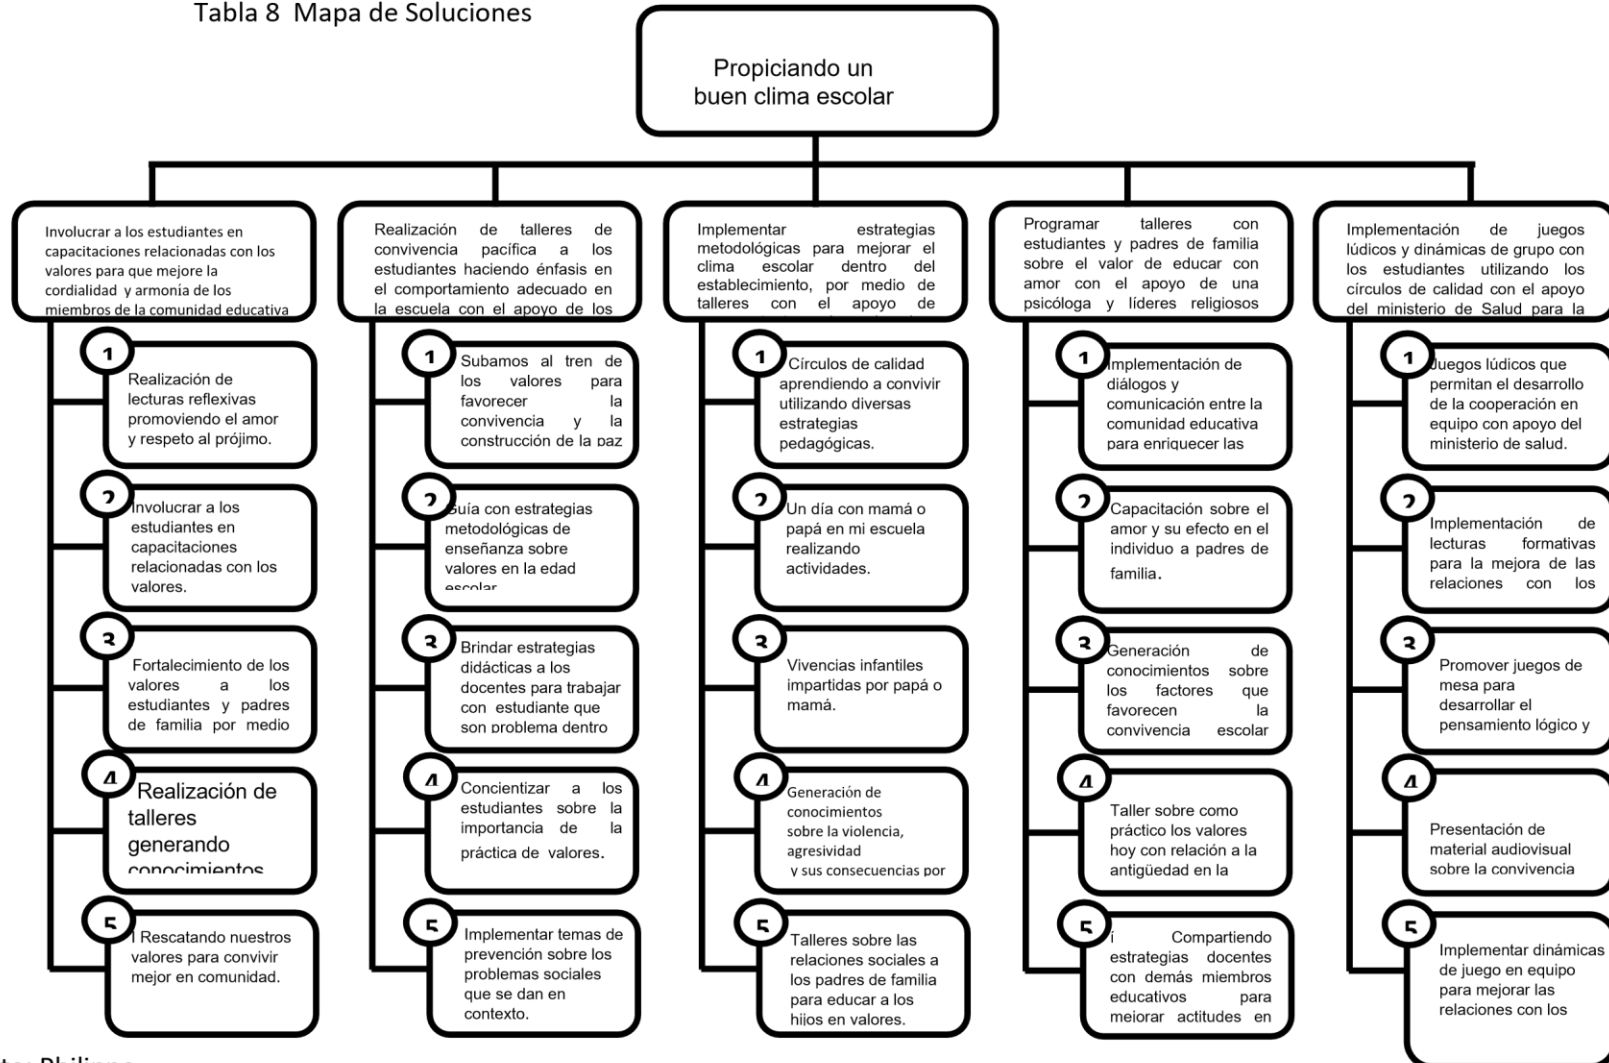 Tabla 8 Mapa de Soluciones
Propiciando un
buen clima escolar
Involucrar a los estudiantes en
capacitaciones relacionadas con los
valores para que mejore la
cordialidad y armonía de los
miembros de la comunidad educativa
1
Realización de
lecturas reflexivas
promoviendo el amor
y respeto al prójimo.
2
Involucrar a los
estudiantes en
capacitaciones
relacionadas con los
valores.
3
Fortalecimiento de los
valores a los
estudiantes y padres
de familia por medio
4
Realización de
talleres
generando
conocimientos
5
I Rescatando nuestros
valores para convivir
mejor en comunidad.
Realización de talleres de
convivencia pacífica a los
estudiantes haciendo énfasis en
el comportamiento adecuado en
la escuela con el apoyo de los
1
Subamos al tren de
los valores para
favorecer la
convivencia y la
construcción de la paz
2
Guía con estrategias
metodológicas de
enseñanza sobre
valores en la edad
escolar
3
Brindar estrategias
didácticas a los
docentes para trabajar
con estudiante que
son problema dentro
4
Concientizar a los
estudiantes sobre la
importancia de la
práctica de valores.
5
Implementar temas de
prevención sobre los
problemas sociales
que se dan en
contexto.
Implementar estrategias
metodológicas para mejorar el
clima escolar dentro del
establecimiento, por medio de
talleres con el apoyo de
1
Círculos de calidad
aprendiendo a convivir
utilizando diversas
estrategias
pedagógicas.
2
Un día con mamá o
papá en mi escuela
realizando
actividades.
3
Vivencias infantiles
impartidas por papá o
mamá.
4
Generación de
conocimientos
sobre la violencia,
agresividad
y sus consecuencias por
5
Talleres sobre las
relaciones sociales a
los padres de familia
para educar a los
hijos en valores.
Programar talleres con
estudiantes y padres de familia
sobre el valor de educar con
amor con el apoyo de una
psicóloga y líderes religiosos
1
Implementación de
diálogos y
comunicación entre la
comunidad educativa
para enriquecer las
2
Capacitación sobre el
amor y su efecto en el
individuo a padres de
familia.
3
Generación de
conocimientos sobre
los factores que
favorecen la
convivencia escolar
4
Taller sobre como
práctico los valores
hoy con relación a la
antigüedad en la
5
í Compartiendo
estrategias docentes
con demás miembros
educativos para
mejorar actitudes en
Implementación de juegos
lúdicos y dinámicas de grupo con
los estudiantes utilizando los
círculos de calidad con el apoyo
del ministerio de Salud para la
1
Juegos lúdicos que
permitan el desarrollo
de la cooperación en
equipo con apoyo del
ministerio de salud.
2
Implementación de
lecturas formativas
para la mejora de las
relaciones con los
3
Promover juegos de
mesa para
desarrollar el
pensamiento lógico y
4
Presentación de
material audiovisual
sobre la convivencia
5
Implementar dinámicas
de juego en equipo
para mejorar las
relaciones con los